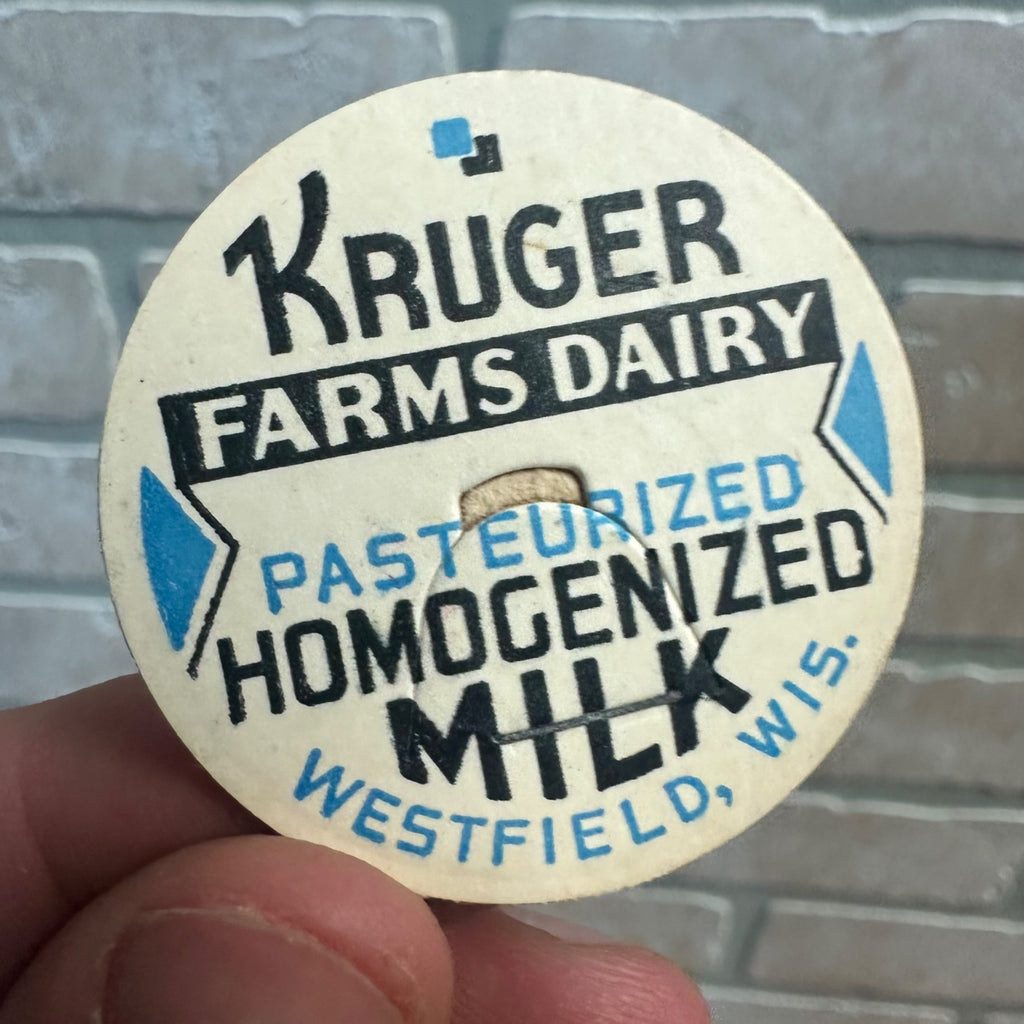 KRUGER
FARMS DAIRY
PASTEURIZED
HOMOGENIZED
MILK
WESTFIELD, WIS.